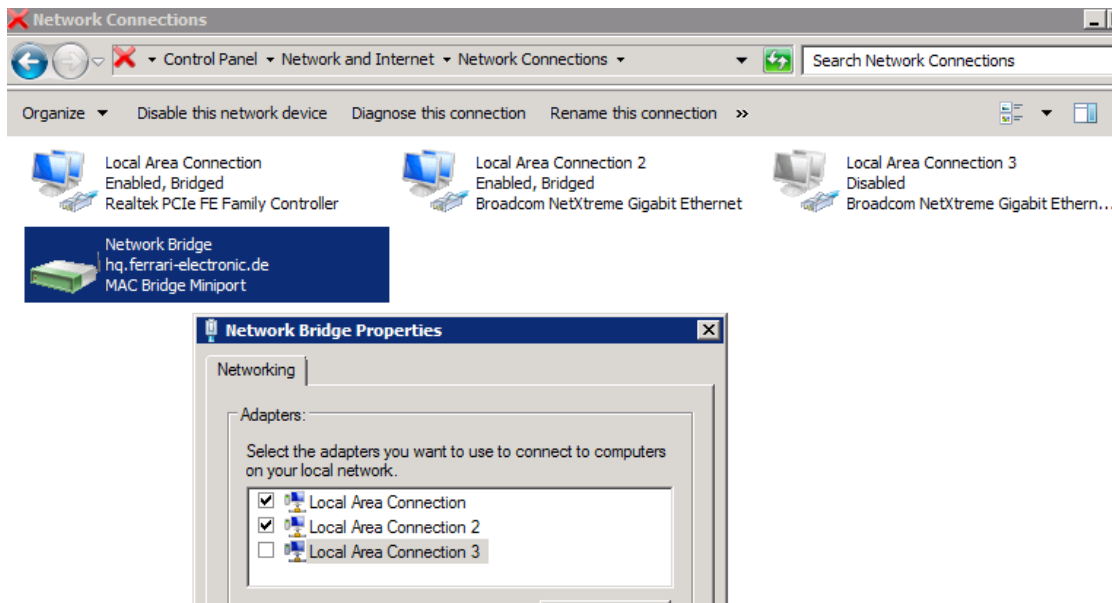 Network Connections
Control Panel Network and Internet Network Connections
Search Network Connections
Organize Disable this network device Diagnose this connection Rename this connection »
Local Area Connection
Enabled, Bridged
Realtek PCIe FE Family Controller
Local Area Connection 2
Enabled, Bridged
Broadcom NetXtreme Gigabit Ethernet
Local Area Connection 3
Disabled
Broadcom NetXtreme Gigabit Ethern...
Network Bridge
hq.ferrari-electronic.de
MAC Bridge Miniport
Network Bridge Properties
Networking
Adapters:
Select the adapters you want to use to connect to computers
on your local network.
Local Area Connection
Local Area Connection 2
Local Area Connection 3